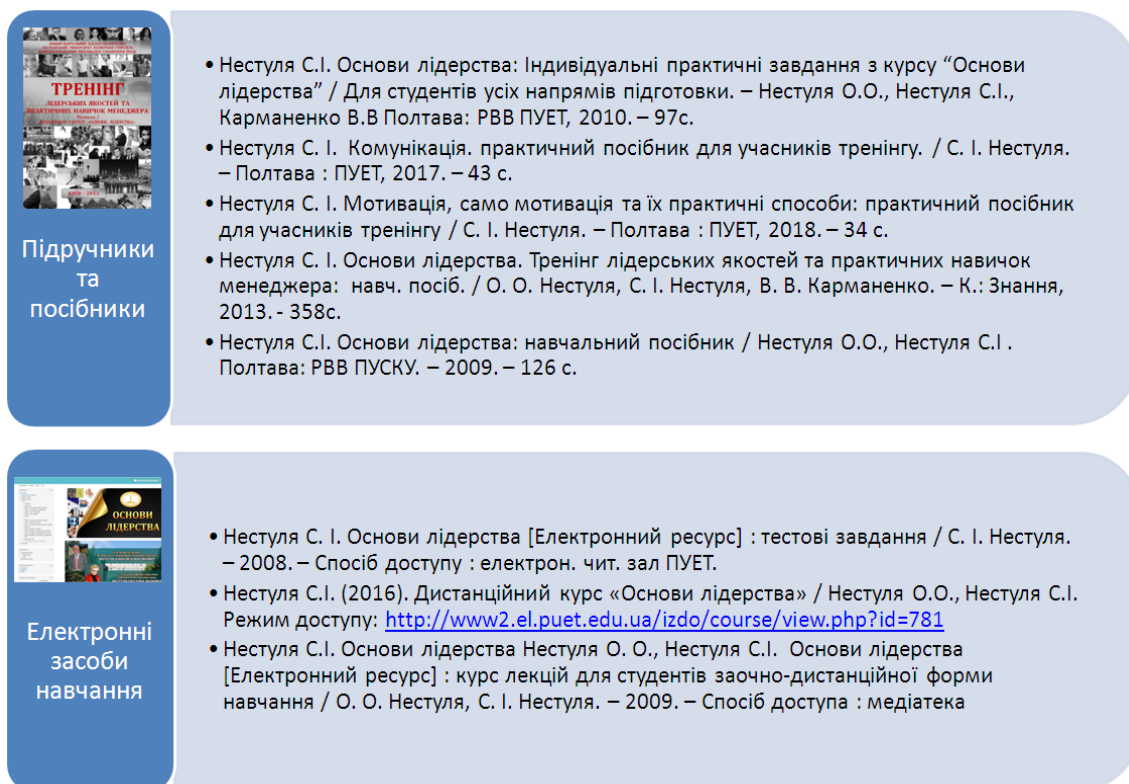 ТРЕНІНГ
ЛІДЕРСЬКИХ ЯКОСТЕЙ ТА
ПРАКТИЧНИХ НАВИЧОК МЕНЕДЖЕРА
Підручники
та
посібники
• Нестуля С.І. Основи лідерства: Індивідуальні практичні завдання з курсу “Основи
лідерства” / Для студентів усіх напрямів підготовки. – Нестуля О.О., Нестуля С.І.,
Карманенко В.В Полтава: РВВ ПУЕТ, 2010. – 97с.
• Нестуля С. І. Комунікація. практичний посібник для учасників тренінгу. / С. І. Нестуля.
– Полтава : ПУЕТ, 2017. – 43 с.
• Нестуля С. І. Мотивація, само мотивація та їх практичні способи: практичний посібник
для учасників тренінгу / С. І. Нестуля. – Полтава : ПУЕТ, 2018. – 34 с.
• Нестуля С. І. Основи лідерства. Тренінг лідерських якостей та практичних навичок
менеджера: навч. посіб. / О. О. Нестуля, С. І. Нестуля, В. В. Карманенко. – К.: Знання,
2013. - 358с.
• Нестуля С.І. Основи лідерства: навчальний посібник / Нестуля О.О., Нестуля С.І .
Полтава: РВВ ПУСКУ. – 2009. – 126 с.
ОСНОВИ
ЛІДЕРСТВА
Електронні
засоби
навчання
• Нестуля С. І. Основи лідерства [Електронний ресурс] : тестові завдання / С. І. Нестуля.
– 2008. – Спосіб доступу : електрон. чит. зал ПУЕТ.
• Нестуля С.І. (2016). Дистанційний курс «Основи лідерства» / Нестуля О.О., Нестуля С.І.
Режим доступу: http://www2.el.puet.edu.ua/izdo/course/view.php?id=781
• Нестуля С.І. Основи лідерства Нестуля О. О., Нестуля С.І. Основи лідерства
[Електронний ресурс] : курс лекцій для студентів заочно-дистанційної форми
навчання / О. О. Нестуля, С. І. Нестуля. – 2009. – Спосіб доступа : медіатека